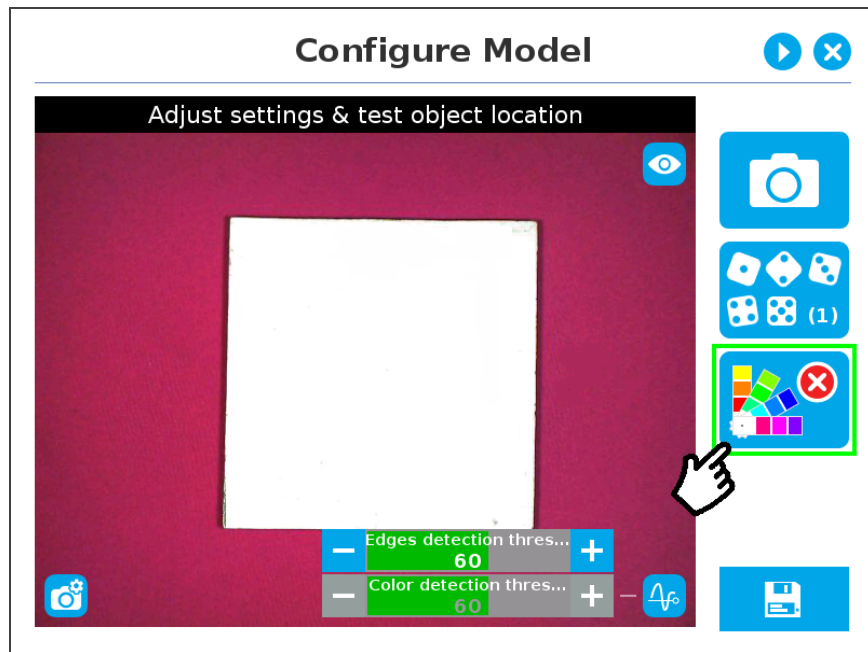 Configure Model
Adjust settings & test object location
(1)
Edges detection thres...
60
Color detection thres...
60